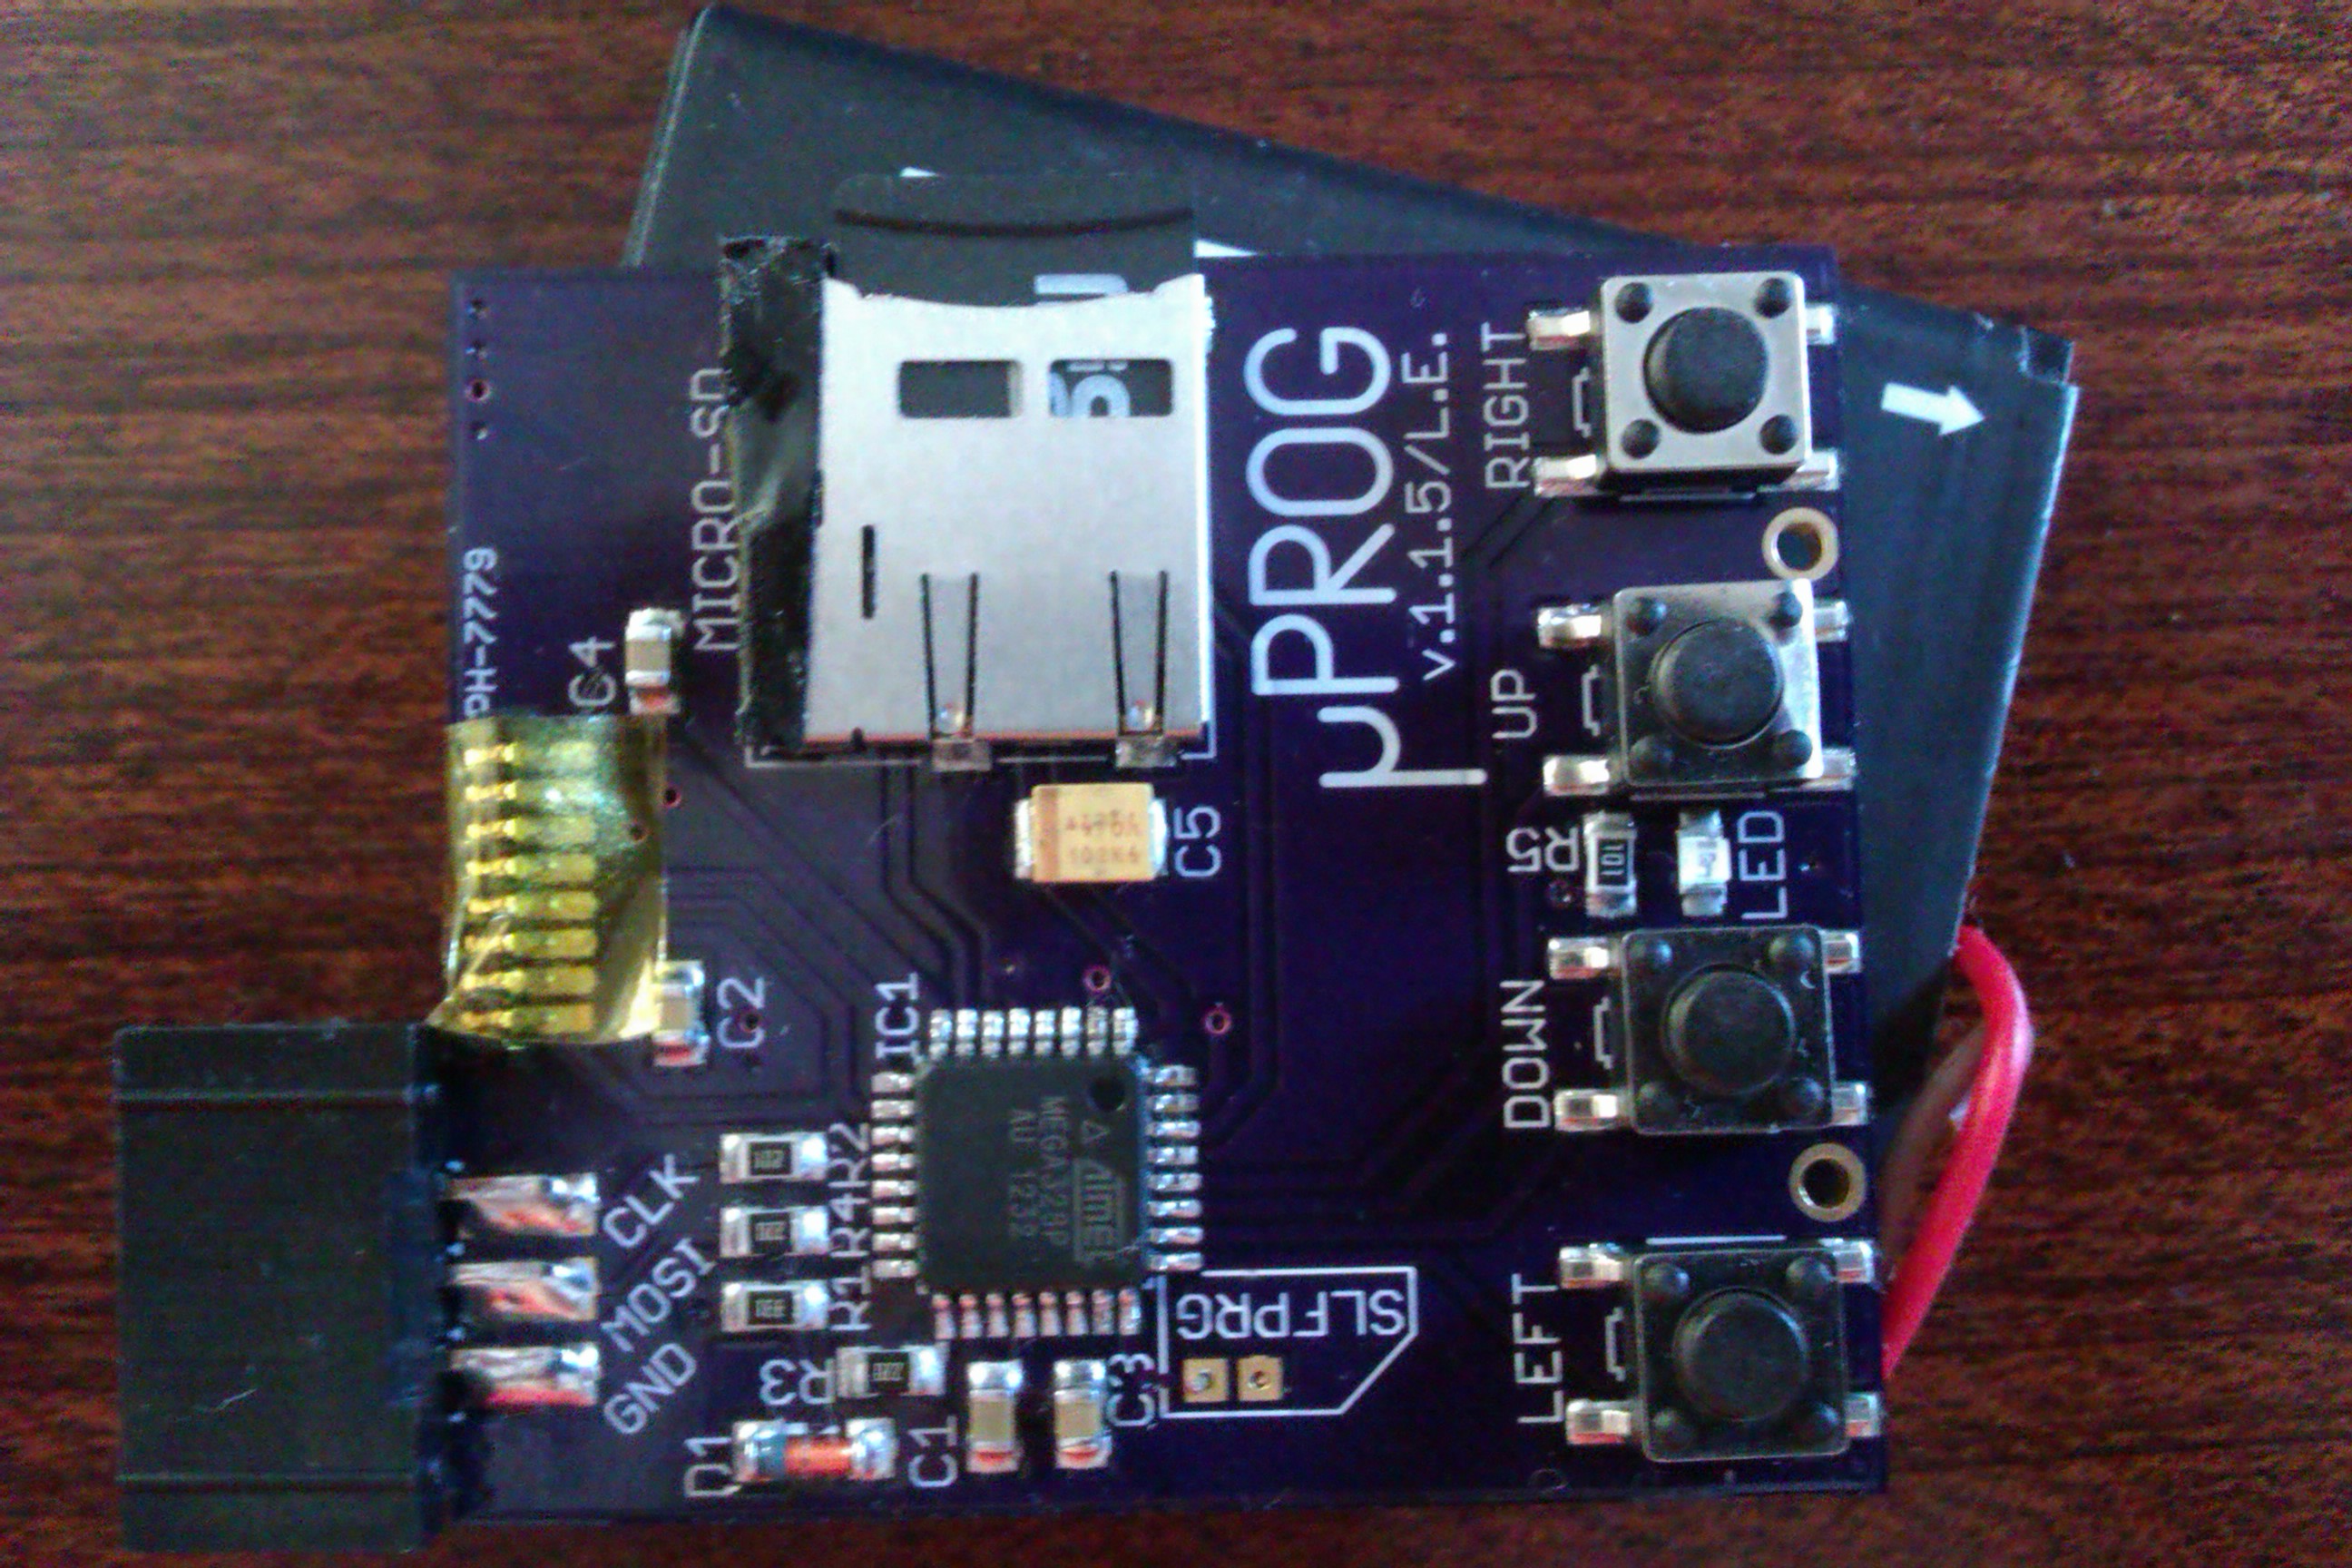 MICRO-SD
µPROG
v.1.1.5/L.E.
RIGHT
UP
R5
LED
DOWN
LEFT
PH-7779
C4
C2
C5
IC1
ATMEL
MEGA328P
AU 1232
CLK
MOSI
GND
R2
R4
R1
R3
D1
C1
C3
SLFPRG
101
102